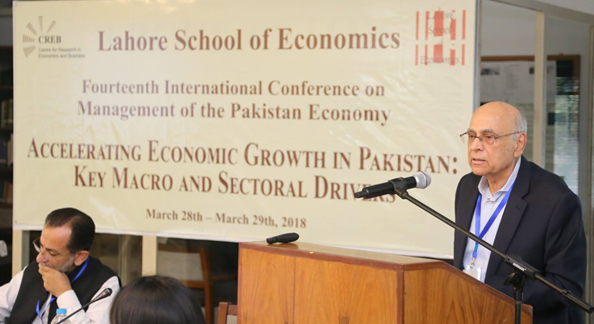 CREB
Centre for Research in
Economics and Business
Lahore School of Economics
Fourteenth International Conference on
Management of the Pakistan Economy
ACCELERATING ECONOMIC GROWTH IN PAKISTAN:
KEY MACRO AND SECTORAL DRIVERS
March 28th – March 29th, 2018